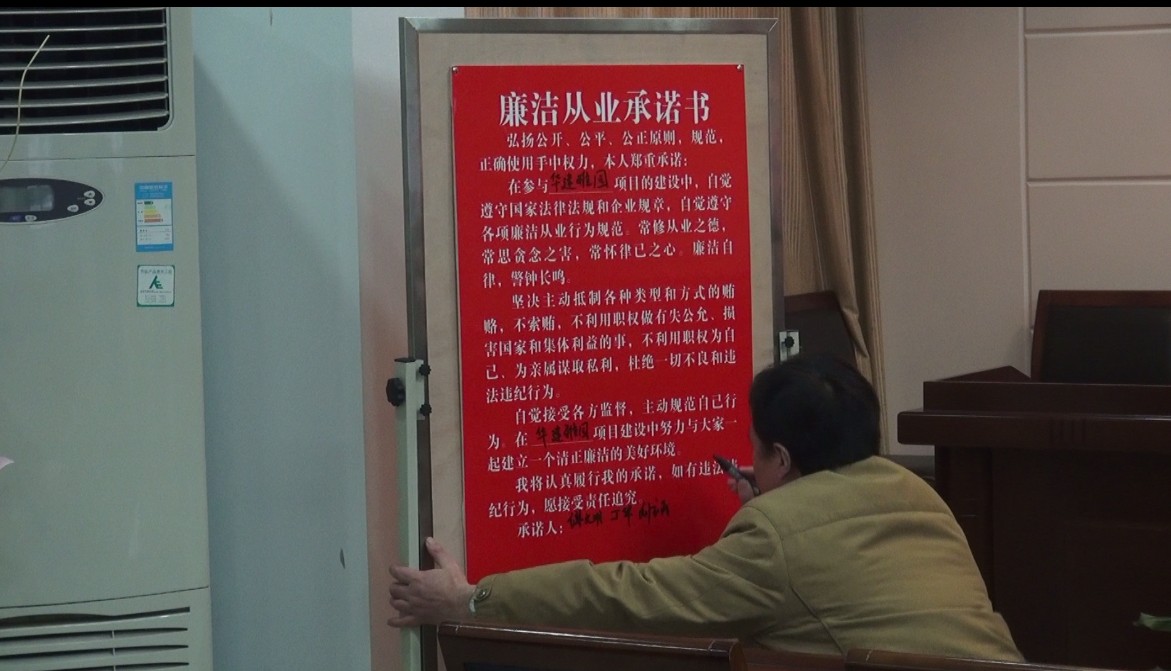 廉洁从业承诺书
弘扬公开、公平、公正原则，规范，
正确使用手中权力，本人郑重承诺：
在参与华建雅园项目的建设中，自觉
遵守国家法律法规和企业规章，自觉遵守
各项廉洁从业行为规范。常修从业之德，
常思贪念之害，常怀律已之心。廉洁自
律，警钟长鸣。
坚决主动抵制各种类型和方式的贿
赂，不索贿，不利用职权做有失公允、损
害国家和集体利益的事，不利用职权为自
己、为亲属谋取私利，杜绝一切不良和违
法违纪行为。
自觉接受各方监督，主动规范自已行
为。在华建雅园项目建设中努力与大家一
起建立一个清正廉洁的美好环境。
我将认真履行我的承诺，如有违法
纪行为，愿接受责任追究。
承诺人：